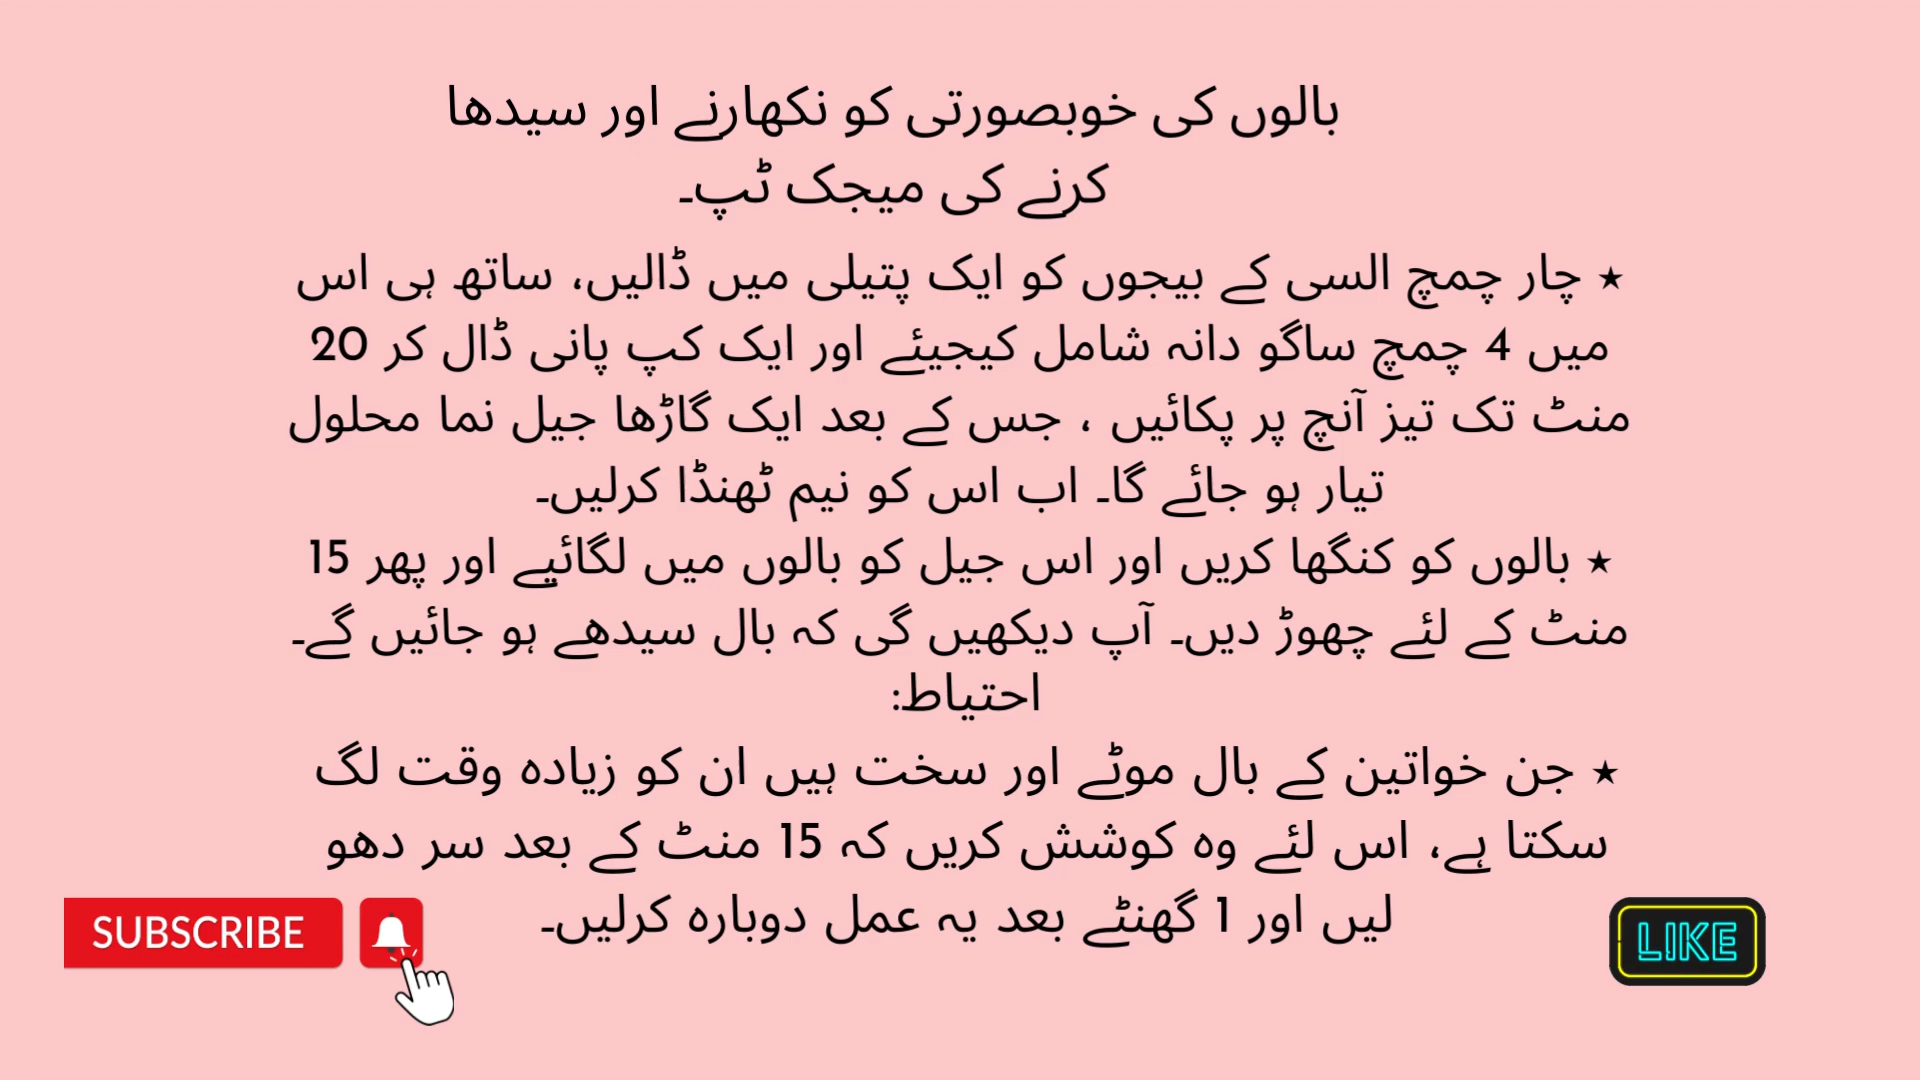 بالوں کی خوبصورتی کو نکھارنے اور سیدھا
کرنے کی میجک ٹپ۔
★ چار چمچ السی کے بیجوں کو ایک پتیلی میں ڈالیں، ساتھ ہی اس
میں 4 چمچ ساگو دانہ شامل کیجیئے اور ایک کپ پانی ڈال کر 20
منٹ تک تیز آنچ پر پکائیں ، جس کے بعد ایک گاڑھا جیل نما محلول
تیار ہو جائے گا۔ اب اس کو نیم ٹھنڈا کرلیں۔
★ بالوں کو کنگھا کریں اور اس جیل کو بالوں میں لگائیے اور پھر 15
منٹ کے لئے چھوڑ دیں۔ آپ دیکھیں گی کہ بال سیدھے ہو جائیں گے۔
احتیاط:
★ جن خواتین کے بال موٹے اور سخت ہیں ان کو زیادہ وقت لگ
سکتا ہے، اس لئے وہ کوشش کریں کہ 15 منٹ کے بعد سر دھو
لیں اور 1 گھنٹے بعد یہ عمل دوبارہ کرلیں۔
SUBSCRIBE
LIKE